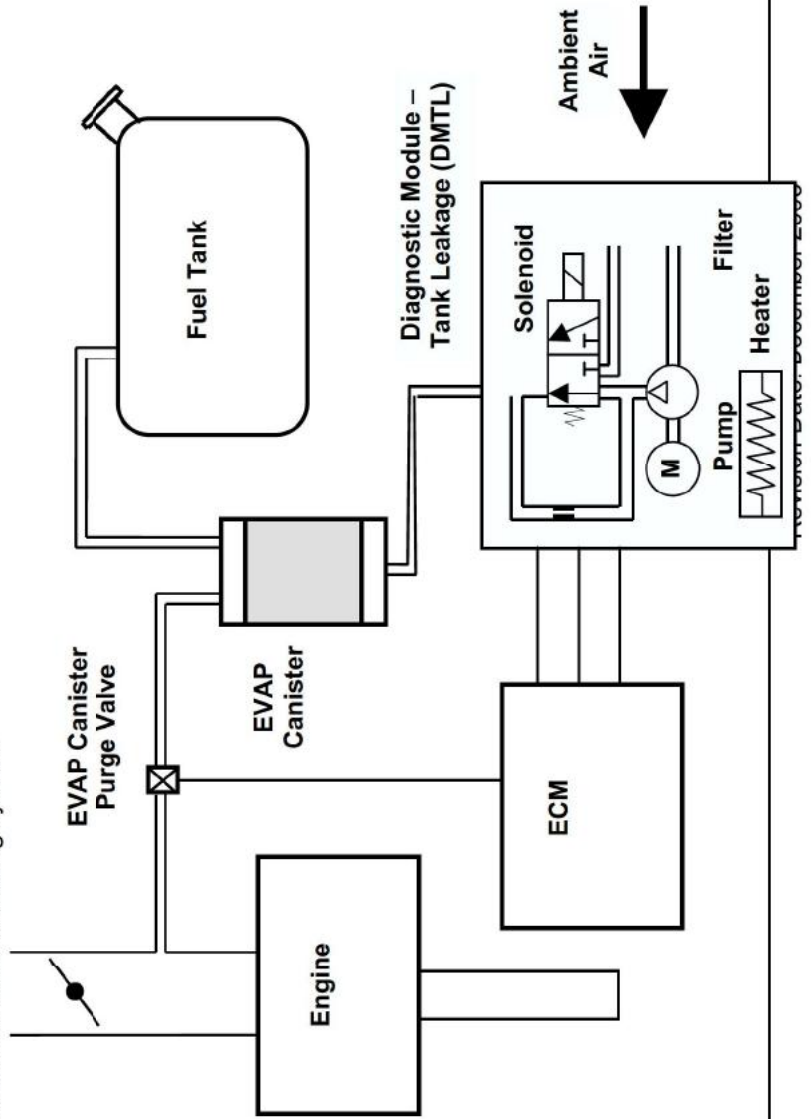 EVAP Canister
Purge Valve
Fuel Tank
EVAP
Canister
Diagnostic Module –
Tank Leakage (DMTL)
Ambient
Air
Engine
ECM
Solenoid
M
Pump
Filter
Heater